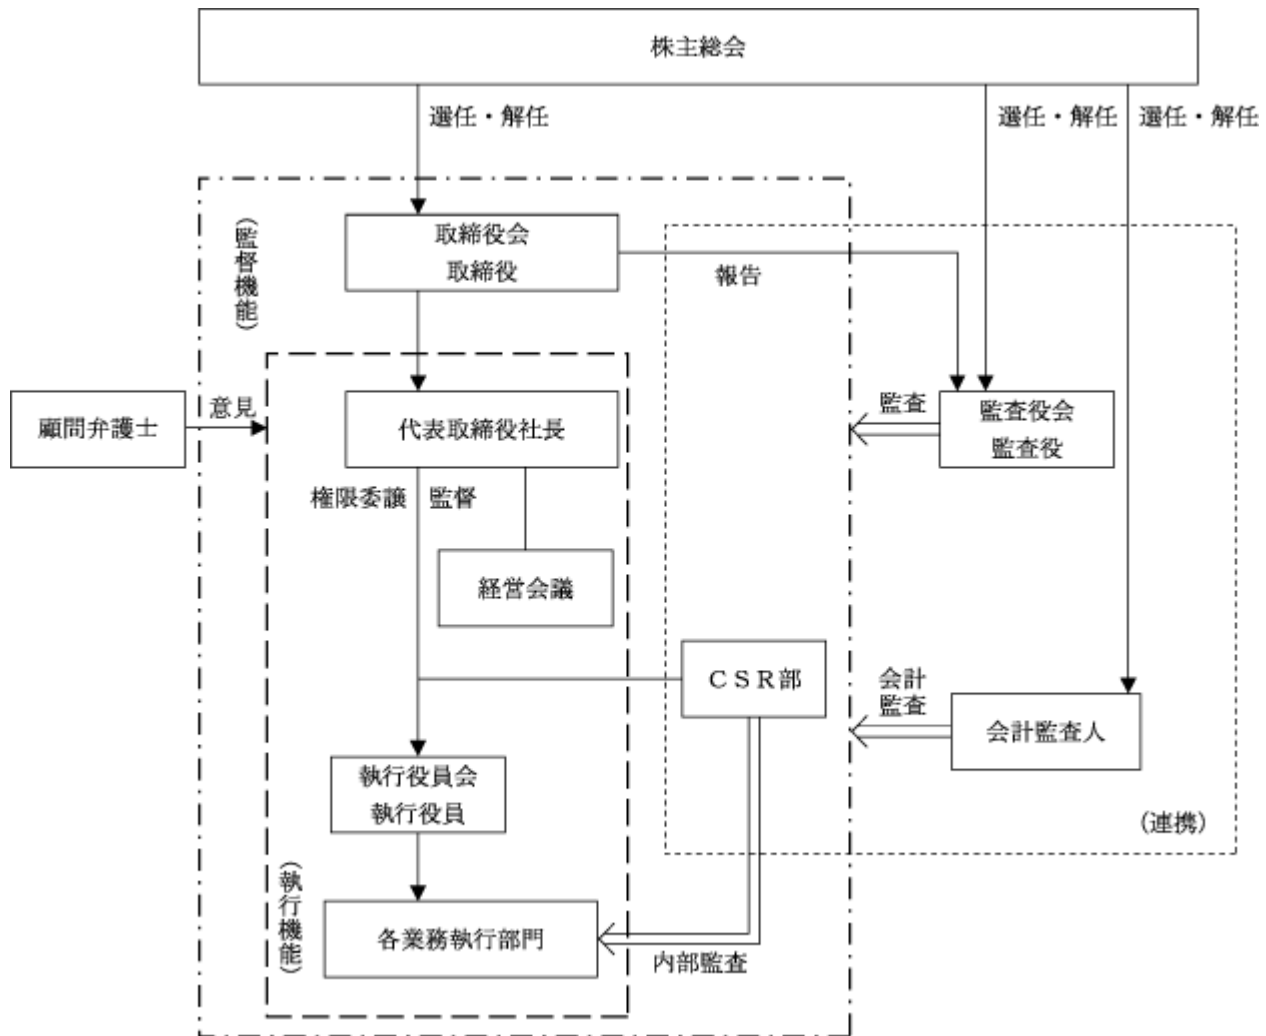 株主総会
選任・解任
選任・解任
選任・解任
(監督機能)
取締役会
取締役
報告
顧問弁護士
意見
代表取締役社長
監査
監査役会
監査役
権限委譲
監督
経営会議
CSR部
会計
監査
会計監査人
執行役員会
執行役員
(連携)
(執行機能)
各業務執行部門
内部監査